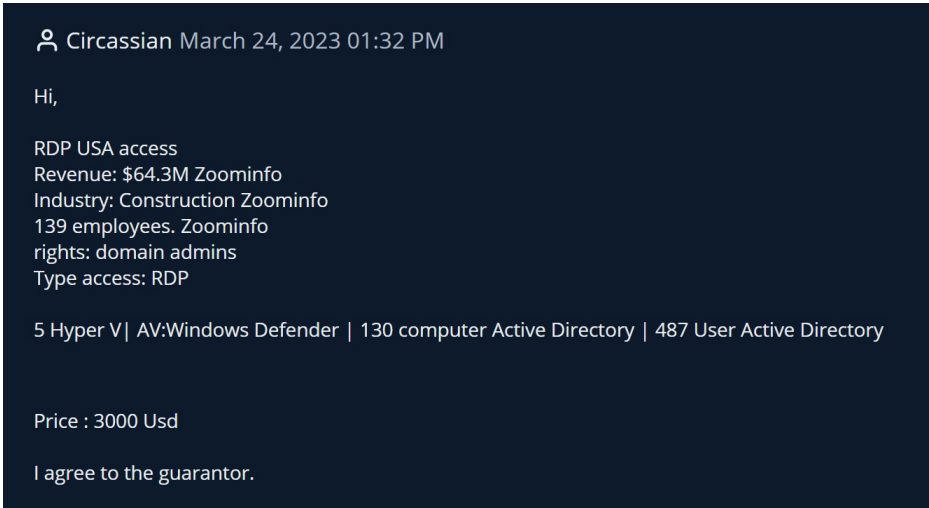 Circassian March 24, 2023 01:32 PM
Hi,
RDP USA access
Revenue: $64.3M Zoominfo
Industry: Construction Zoominfo
139 employees. Zoominfo
rights: domain admins
Type access: RDP
5 Hyper V| AV:Windows Defender | 130 computer Active Directory | 487 User Active Directory
Price : 3000 Usd
I agree to the guarantor.